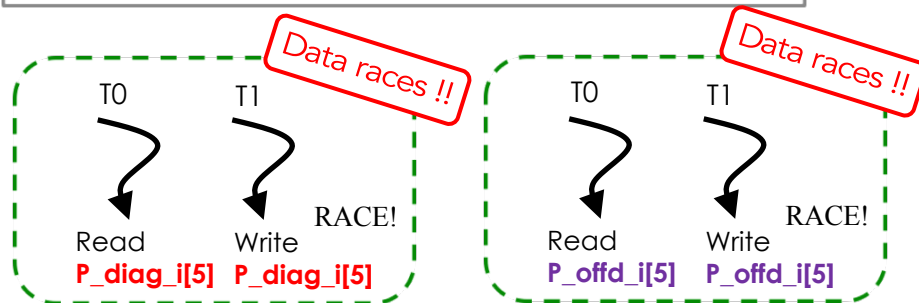 Data races !!
T0 T1
RACE!
Read Write
P_diag_i[5] P_diag_i[5]
Data races !!
T0 T1
RACE!
Read Write
P_offd_i[5] P_offd_i[5]